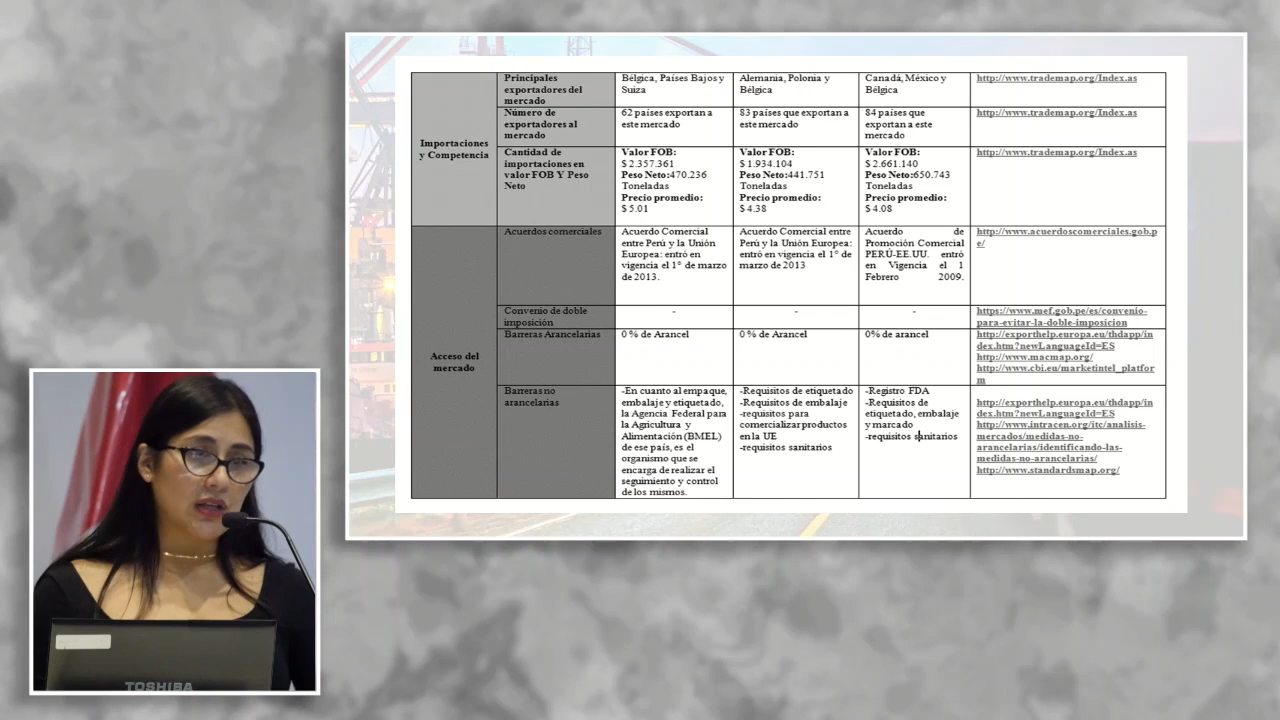 Importaciones
y Competencia
Principales
exportadores del
mercado
Bélgica, Países Bajos y
Suiza
Alemania, Polonia y
Bélgica
Canadá, México y
Bélgica
http://www.trademap.org/Index.as
Número de
exportadores al
mercado
62 países exportan a
este mercado
83 países que exportan a
este mercado
84 países que
exportan a este
mercado
http://www.trademap.org/Index.as
Cantidad de
importaciones en
valor FOB Y Peso
Neto
Valor FOB:
$ 2.357.361
Peso Neto:470.236
Toneladas
Precio promedio:
$ 5.01
Valor FOB:
$ 1.934.104
Peso Neto:441.751
Toneladas
Precio promedio:
$ 4.38
Valor FOB:
$ 2.661.140
Peso Neto:650.743
Toneladas
Precio promedio:
$ 4.08
http://www.trademap.org/Index.as
Acceso del
mercado
Acuerdos comerciales
Acuerdo Comercial
entre Perú y la Unión
Europea: entró en
vigencia el 1° de marzo
de 2013.
Acuerdo Comercial entre
Perú y la Unión Europea:
entró en vigencia el 1° de
marzo de 2013
Acuerdo de
Promoción Comercial
PERÚ-EE.UU. entró
en Vigencia el 1
Febrero 2009.
http://www.acuerdoscomerciales.gob.p
e/
Convenio de doble
imposición
-
-
-
https://www.mef.gob.pe/es/convenio-
para-evitar-la-doble-imposicion
Barreras Arancelarias
0 % de Arancel
0 % de Arancel
0% de arancel
http://exporthelp.europa.eu/thdapp/in
dex.htm?newLanguageId=ES
http://www.macmap.org/
http://www.cbi.eu/marketintel_platfor
m
Barreras no
arancelarias
-En cuanto al empaque,
embalaje y etiquetado,
la Agencia Federal para
la Agricultura y
Alimentación (BMEL)
de ese país, es el
organismo que se
encarga de realizar el
seguimiento y control
de los mismos.
-Requisitos de etiquetado
-Requisitos de embalaje
-requisitos para
comercializar productos
en la UE
-requisitos sanitarios
-Registro FDA
-Requisitos de
etiquetado, embalaje
y marcado
-requisitos sanitarios
http://exporthelp.europa.eu/thdapp/in
dex.htm?newLanguageId=ES
http://www.intracen.org/itc/analisis-
mercados/medidas-no-
arancelarias/identificando-las-
medidas-no-arancelarias/
http://www.standardsmap.org/
TOSHIBA